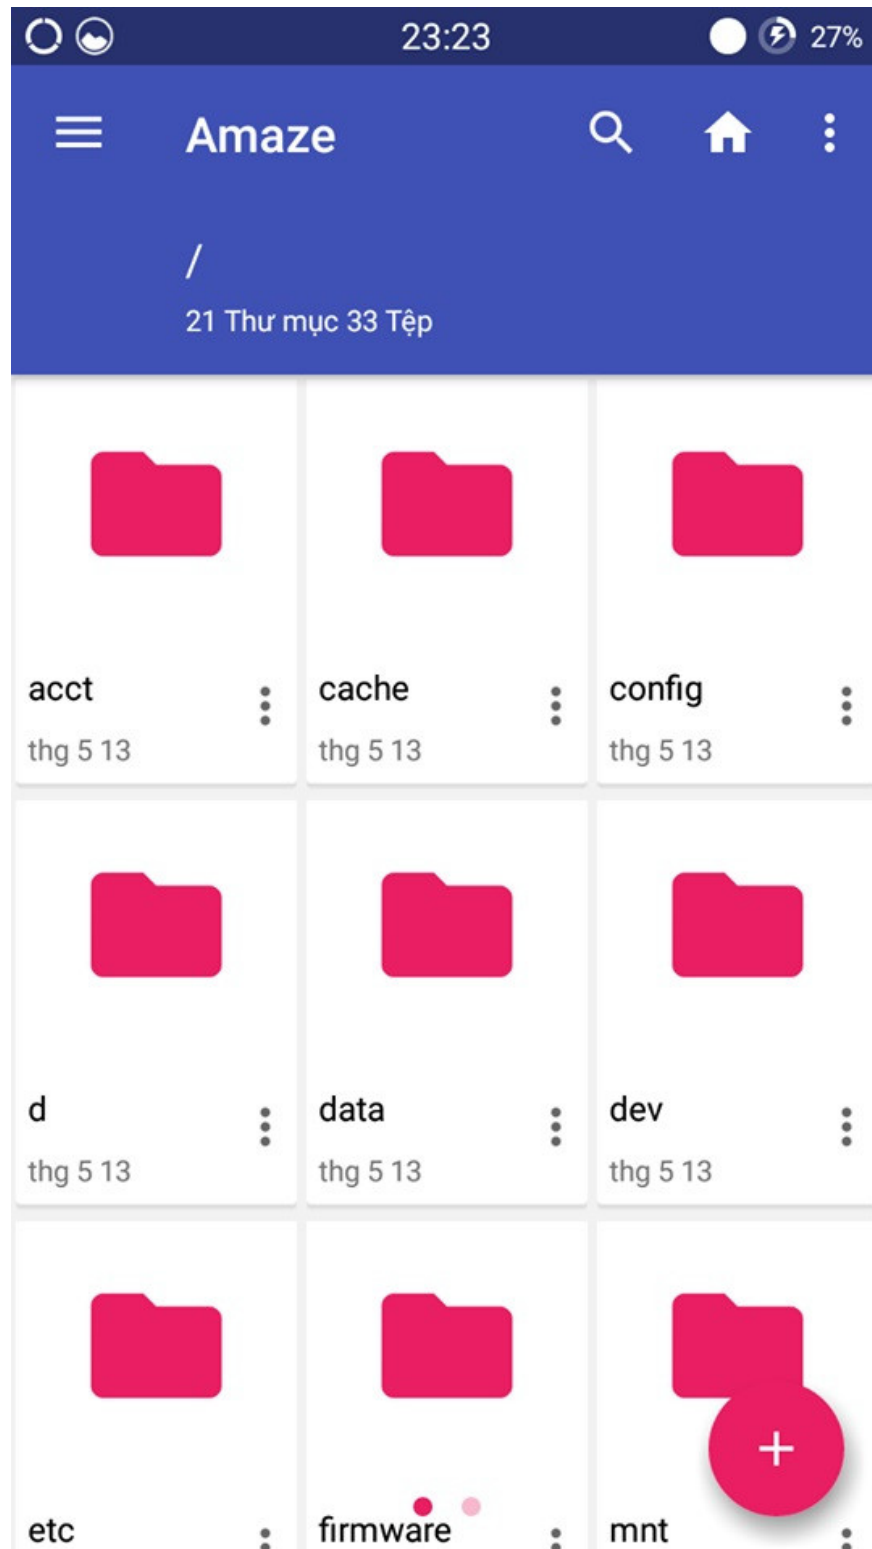 23:23 27%
Amaze
/
21 Thư mục 33 Tệp
acct cache config
thg 5 13 thg 5 13 thg 5 13
d data dev
thg 5 13 thg 5 13 thg 5 13
etc firmware mnt